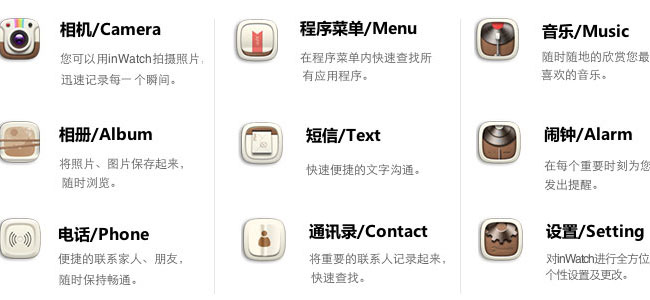 相机/Camera
您可以用inWatch拍摄照片,
迅速记录每一个瞬间。
程序菜单/Menu
在程序菜单内快速查找所
有应用程序。
音乐/Music
随时随地的欣赏您最
喜欢的音乐。
相册/Album
将照片、图片保存起来,
随时浏览。
短信/Text
快速便捷的文字沟通。
闹钟/Alarm
在每个重要时刻为您
发出提醒。
电话/Phone
便捷的联系家人、朋友,
随时保持畅通。
通讯录/Contact
将重要的联系人记录起来,
快速查找。
设置/Setting
对inWatch进行全方位
个性设置及更改。